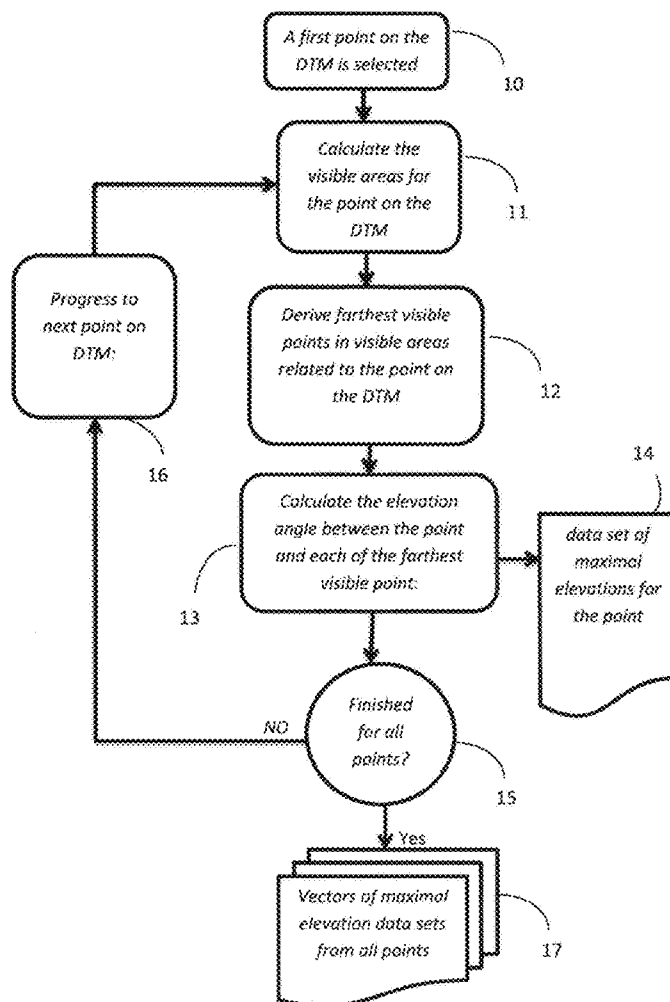 A first point on the
DTM is selected
10
Calculate the
visible areas for
the point on the
DTM
11
Progress to
next point on
DTM:
16
Derive farthest visible
points in visible areas
related to the point on
the DTM
12
Calculate the elevation
angle between the point
and each of the farthest
visible point:
13
14
data set of
maximal
elevations for
the point
NO
Finished
for all
points?
15
Yes
Vectors of maximal
elevation data sets
from all points
17